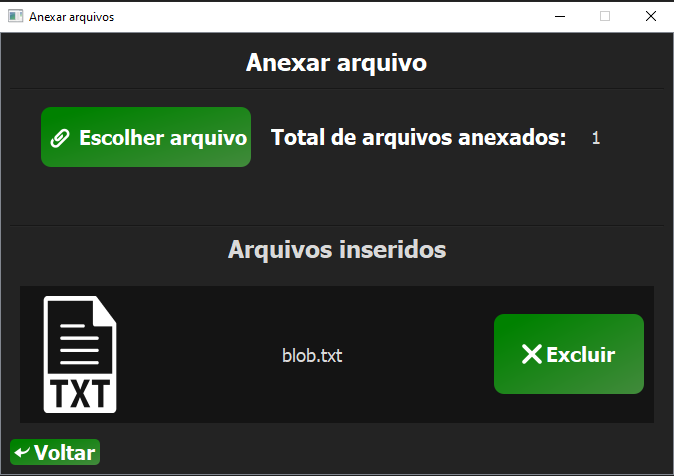 Anexar arquivos
Anexar arquivo
Escolher arquivo
Total de arquivos anexados: 1
Arquivos inseridos
TXT
blob.txt
Excluir
Voltar